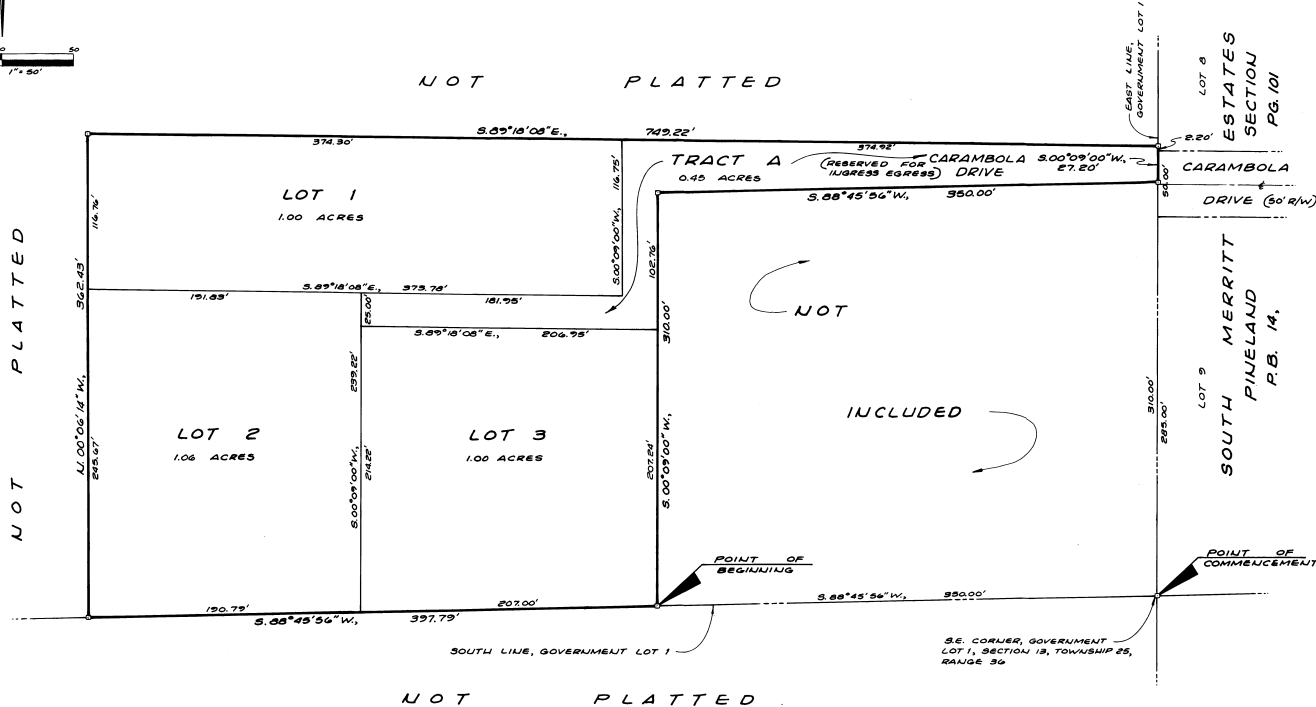 0 50
1" = 50'
NOT PLATTED
EAST LINE,
GOVERNMENT LOT 1
LOT 8
ESTATES
SECTION
PG. 101
S.89°18'08"E., 749.22'
374.30'
374.92'
2.20'
TRACT A
0.45 ACRES
(RESERVED FOR
INGRESS EGRESS)
CARAMBOLA
DRIVE
S.00°09'00"W.,
27.20'
50.00'
CARAMBOLA
DRIVE (50' R/W)
S.88°45'56"W., 350.00'
LOT 1
1.00 ACRES
116.76'
S.00°09'00"W., 116.75'
102.76'
NOT PLATTED
N.00°06'14"W., 362.43'
S.89°18'08"E., 373.78'
191.83'
181.95'
25.00'
S.89°18'08"E., 206.95'
310.00'
NOT
INCLUDED
239.22'
LOT 2
1.06 ACRES
245.67'
S.00°09'00"W.,
214.22'
LOT 3
1.00 ACRES
207.24'
S.00°09'00"W.,
310.00'
285.00'
LOT 9
SOUTH MERRITT
PINELAND
P.B. 14,
POINT OF
BEGINNING
POINT OF
COMMENCEMENT
190.79'
207.00'
S.88°45'56"W., 397.79'
S.88°45'56"W., 350.00'
SOUTH LINE, GOVERNMENT LOT 1
S.E. CORNER, GOVERNMENT
LOT 1, SECTION 13, TOWNSHIP 25,
RANGE 36
NOT PLATTED